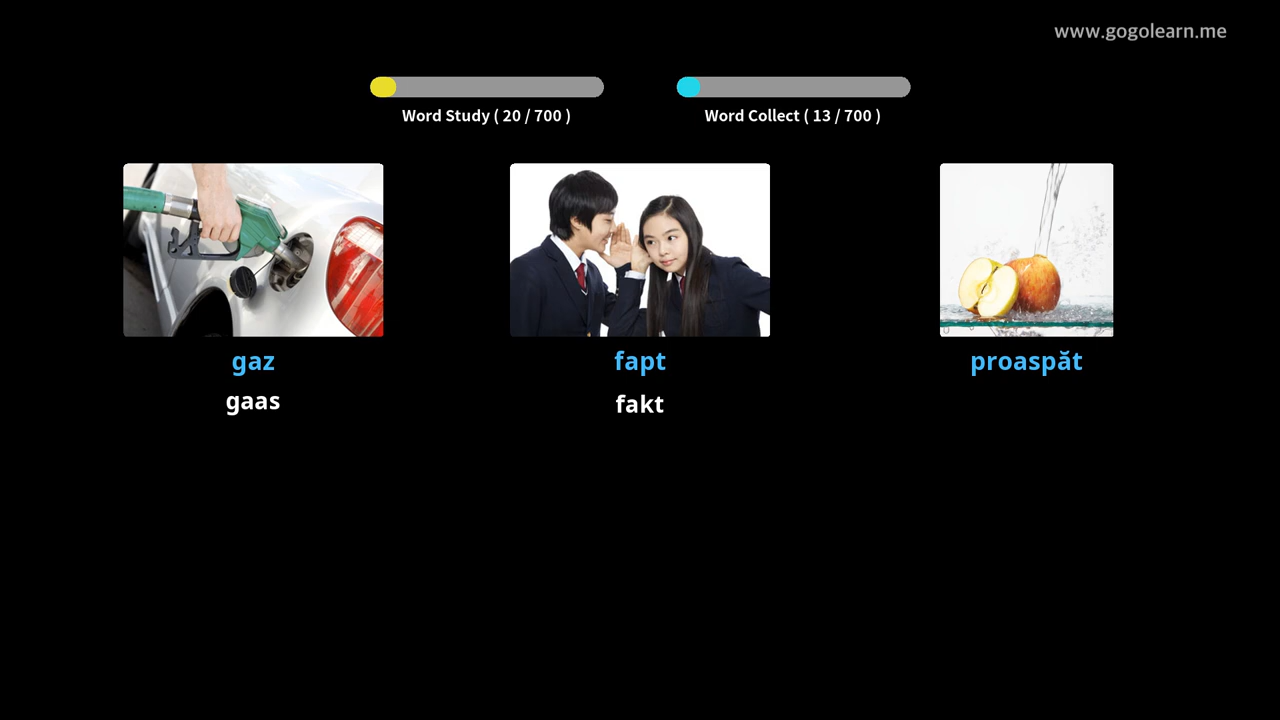 www.gogolearn.me
Word Study ( 20 / 700 )
Word Collect ( 13 / 700 )
gaz
fapt
proaspăt
gaas
fakt